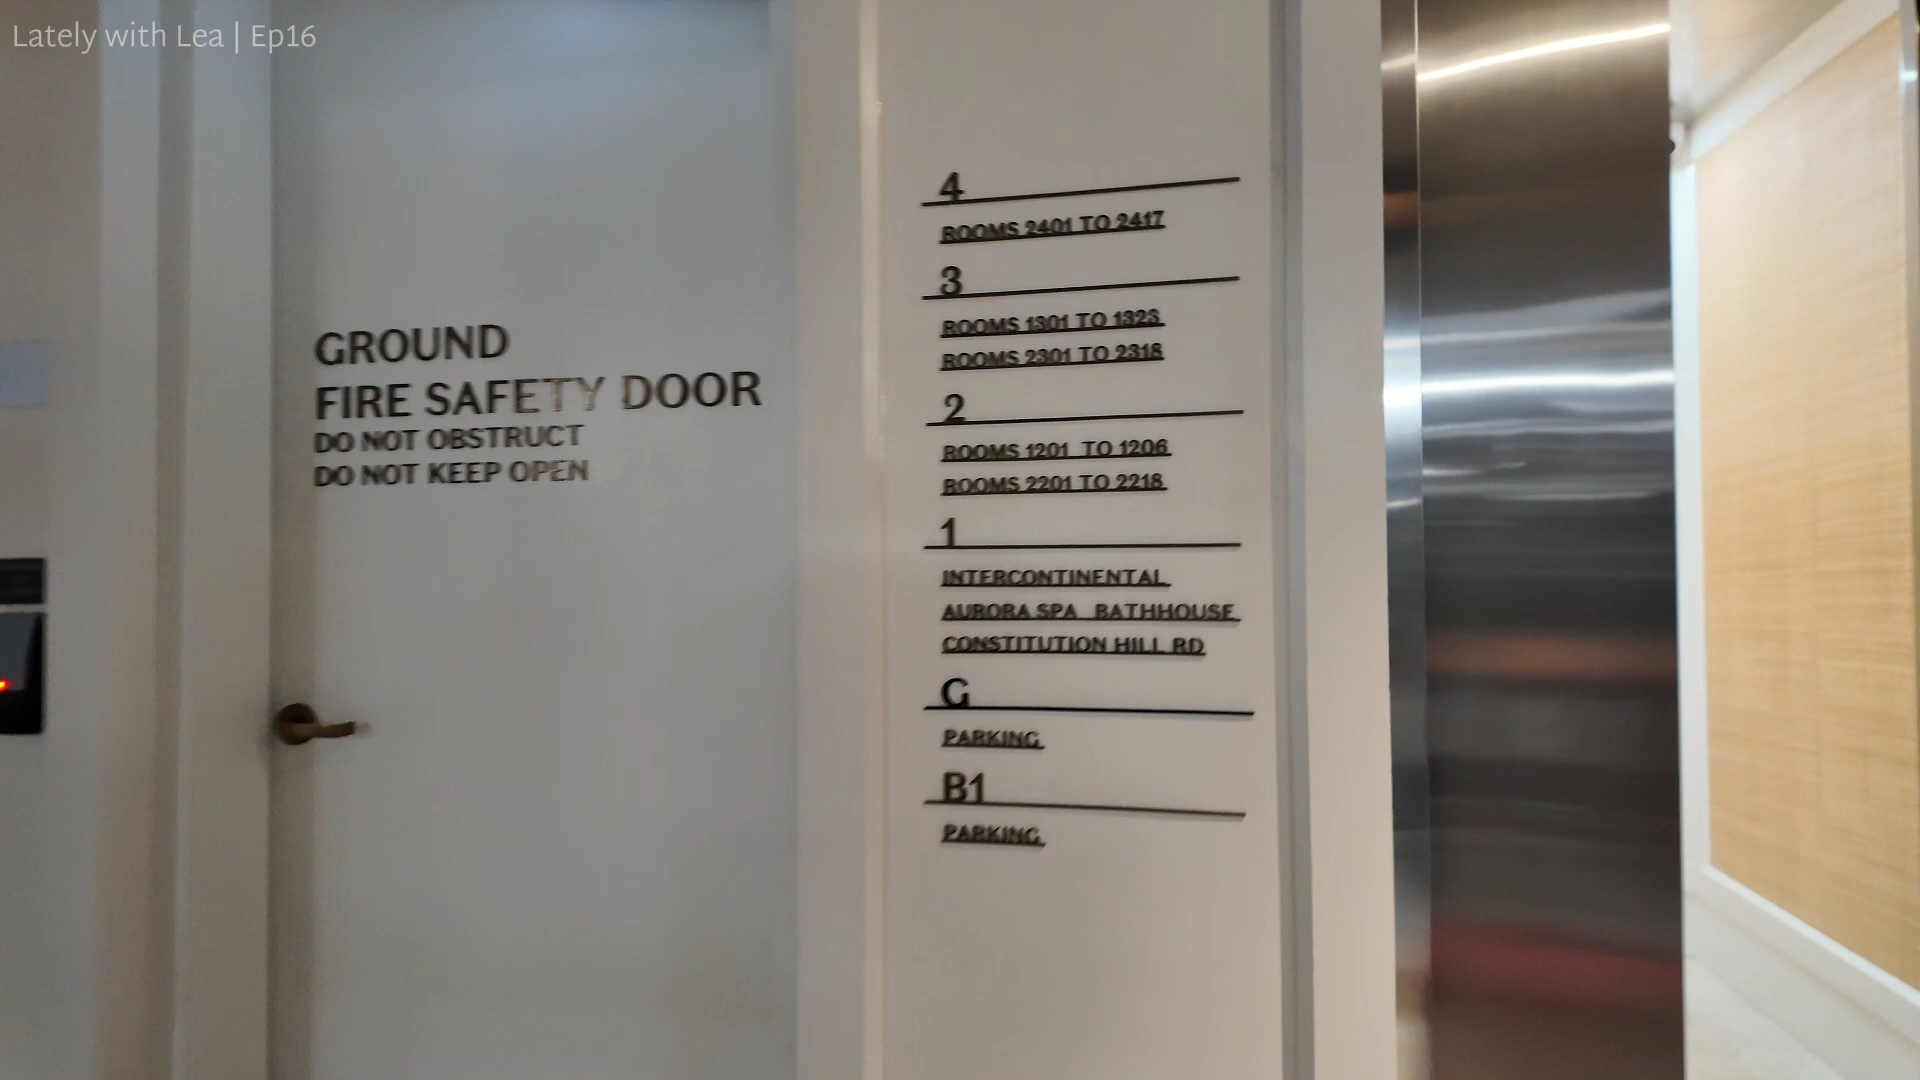 Lately with Lea | Ep16
GROUND
FIRE SAFETY DOOR
DO NOT OBSTRUCT
DO NOT KEEP OPEN
4
ROOMS 2401 TO 2417
3
ROOMS 1301 TO 1323
ROOMS 2301 TO 2318
2
ROOMS 1201 TO 1206
ROOMS 2201 TO 2218
1
INTERCONTINENTAL
AURORA SPA BATHHOUSE
CONSTITUTION HILL RD
G
PARKING
B1
PARKING